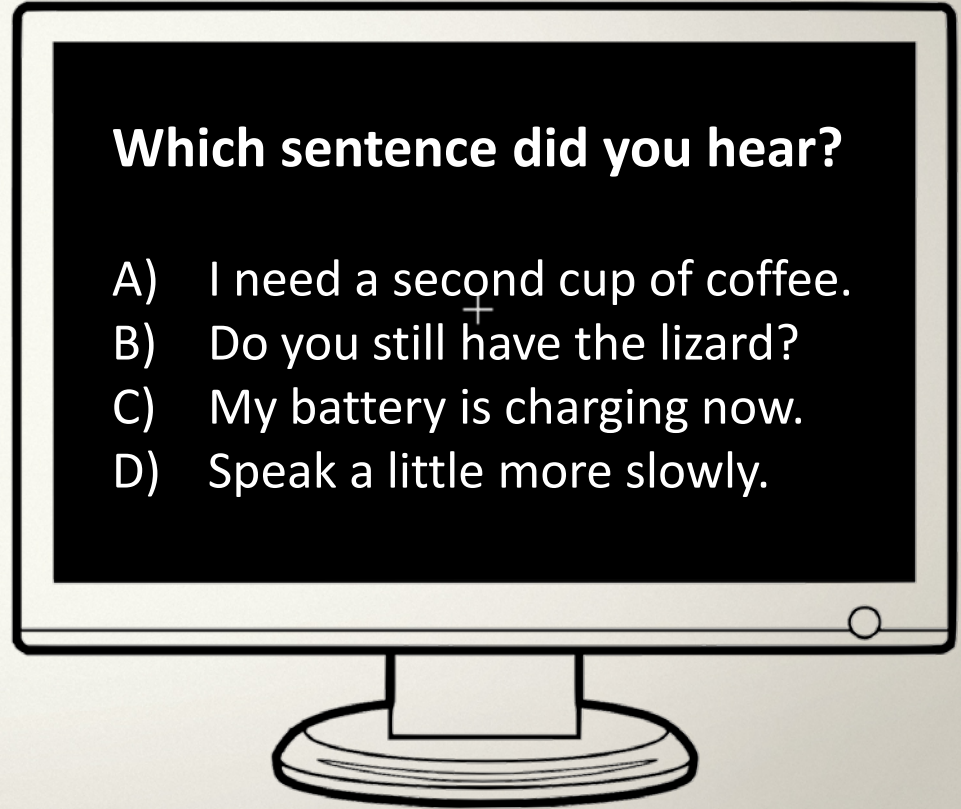 Which sentence did you hear?
A) I need a second cup of coffee.
B) Do you still have the lizard?
C) My battery is charging now.
D) Speak a little more slowly.